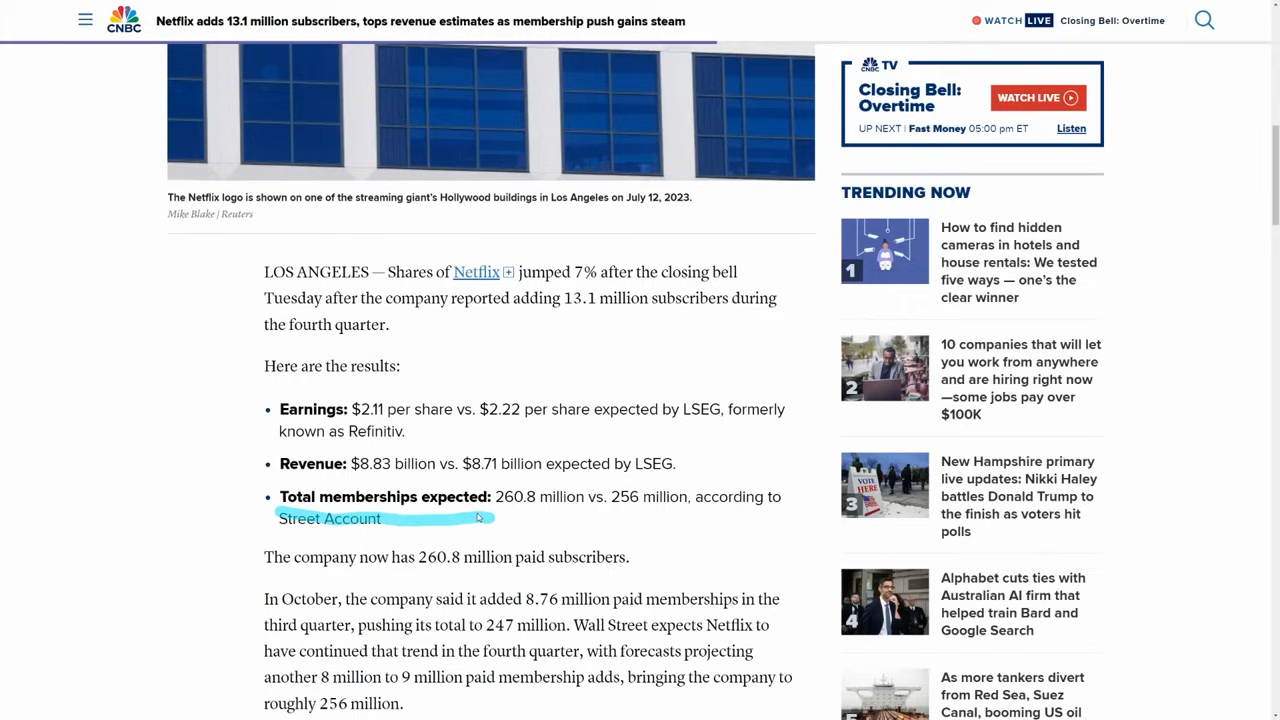 CNBC
Netflix adds 13.1 million subscribers, tops revenue estimates as membership push gains steam
WATCH LIVE
Closing Bell: Overtime
The Netflix logo is shown on one of the streaming giant's Hollywood buildings in Los Angeles on July 12, 2023.
Mike Blake | Reuters
LOS ANGELES — Shares of Netflix jumped 7% after the closing bell
Tuesday after the company reported adding 13.1 million subscribers during
the fourth quarter.
Here are the results:
• Earnings: $2.11 per share vs. $2.22 per share expected by LSEG, formerly
known as Refinitiv.
• Revenue: $8.83 billion vs. $8.71 billion expected by LSEG.
• Total memberships expected: 260.8 million vs. 256 million, according to
Street Account
The company now has 260.8 million paid subscribers.
In October, the company said it added 8.76 million paid memberships in the
third quarter, pushing its total to 247 million. Wall Street expects Netflix to
have continued that trend in the fourth quarter, with forecasts projecting
another 8 million to 9 million paid membership adds, bringing the company to
roughly 256 million.
CNBC TV
Closing Bell:
Overtime
WATCH LIVE
UP NEXT | Fast Money 05:00 pm ET
Listen
TRENDING NOW
1
How to find hidden
cameras in hotels and
house rentals: We tested
five ways — one's the
clear winner
2
10 companies that will let
you work from anywhere
and are hiring right now
—some jobs pay over
$100K
VOTE
HERE
3
New Hampshire primary
live updates: Nikki Haley
battles Donald Trump to
the finish as voters hit
polls
4
Alphabet cuts ties with
Australian AI firm that
helped train Bard and
Google Search
5
As more tankers divert
from Red Sea, Suez
Canal, booming US oil